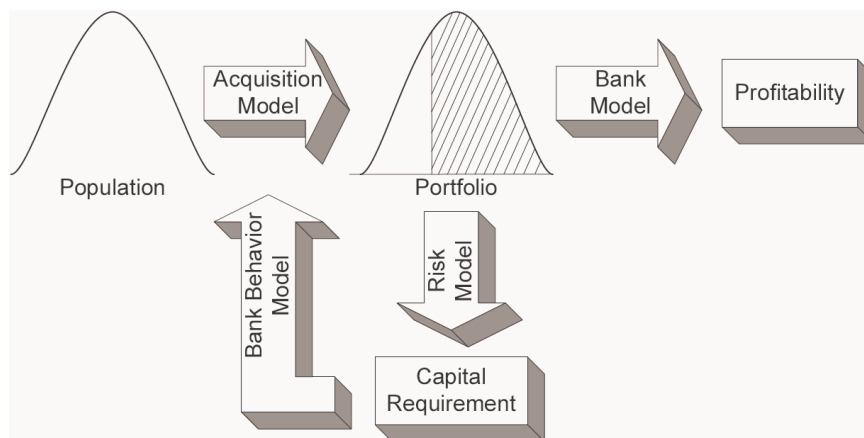 Acquisition
Model
Bank
Model
Profitability
Population
Portfolio
Bank Behavior
Model
Risk
Model
Capital
Requirement